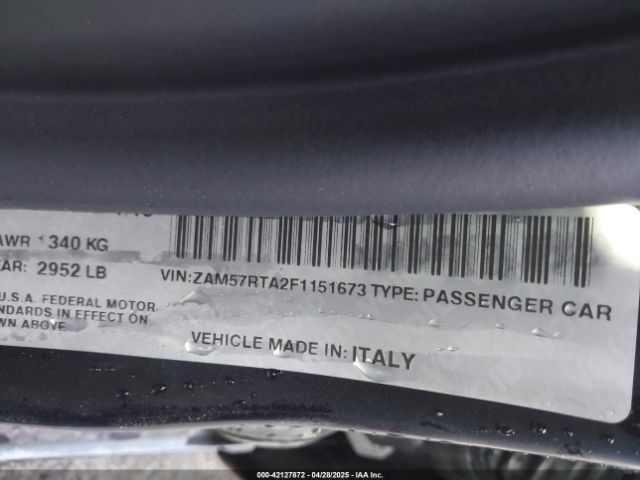 AWR 1340 KG
AR: 2952 LB
VIN:ZAM57RTA2F1151673 TYPE: PASSENGER CAR
U.S.A. FEDERAL MOTOR
ANDARDS IN EFFECT ON
WN ABOVE.
VEHICLE MADE IN: ITALY
000-42127872 04/28/2025 IAA Inc.